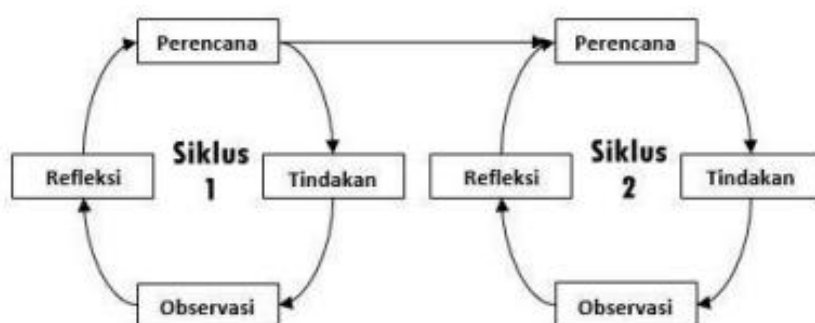 Perencana
Perencana
Refleksi
Siklus
1
Tindakan
Refleksi
Siklus
2
Tindakan
Observasi
Observasi